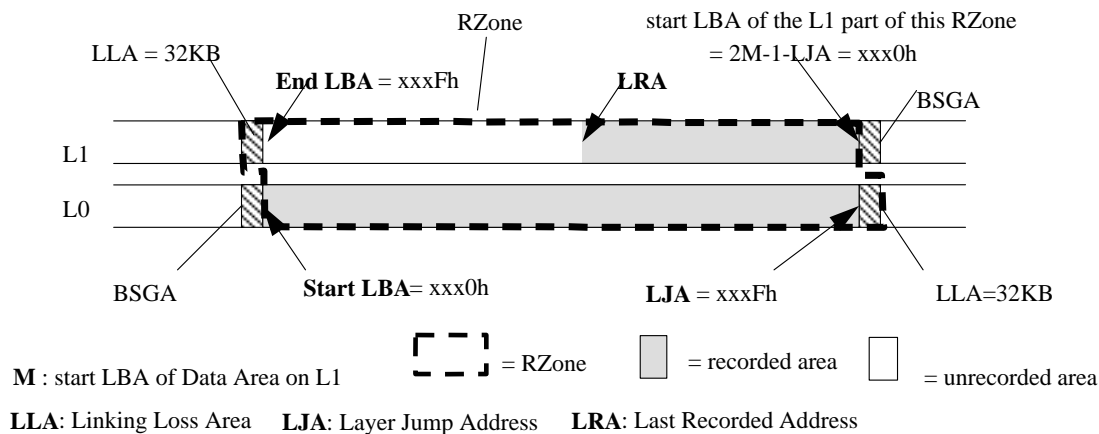 start LBA of the L1 part of this RZone
= 2M-1-LJA = xxx0h
RZone
LLA = 32KB
End LBA = xxxFh
LRA
BSGA
L1
L0
BSGA
Start LBA= xxx0h
LJA = xxxFh
LLA=32KB
= RZone
= recorded area
= unrecorded area
M : start LBA of Data Area on L1
LLA: Linking Loss Area LJA: Layer Jump Address LRA: Last Recorded Address